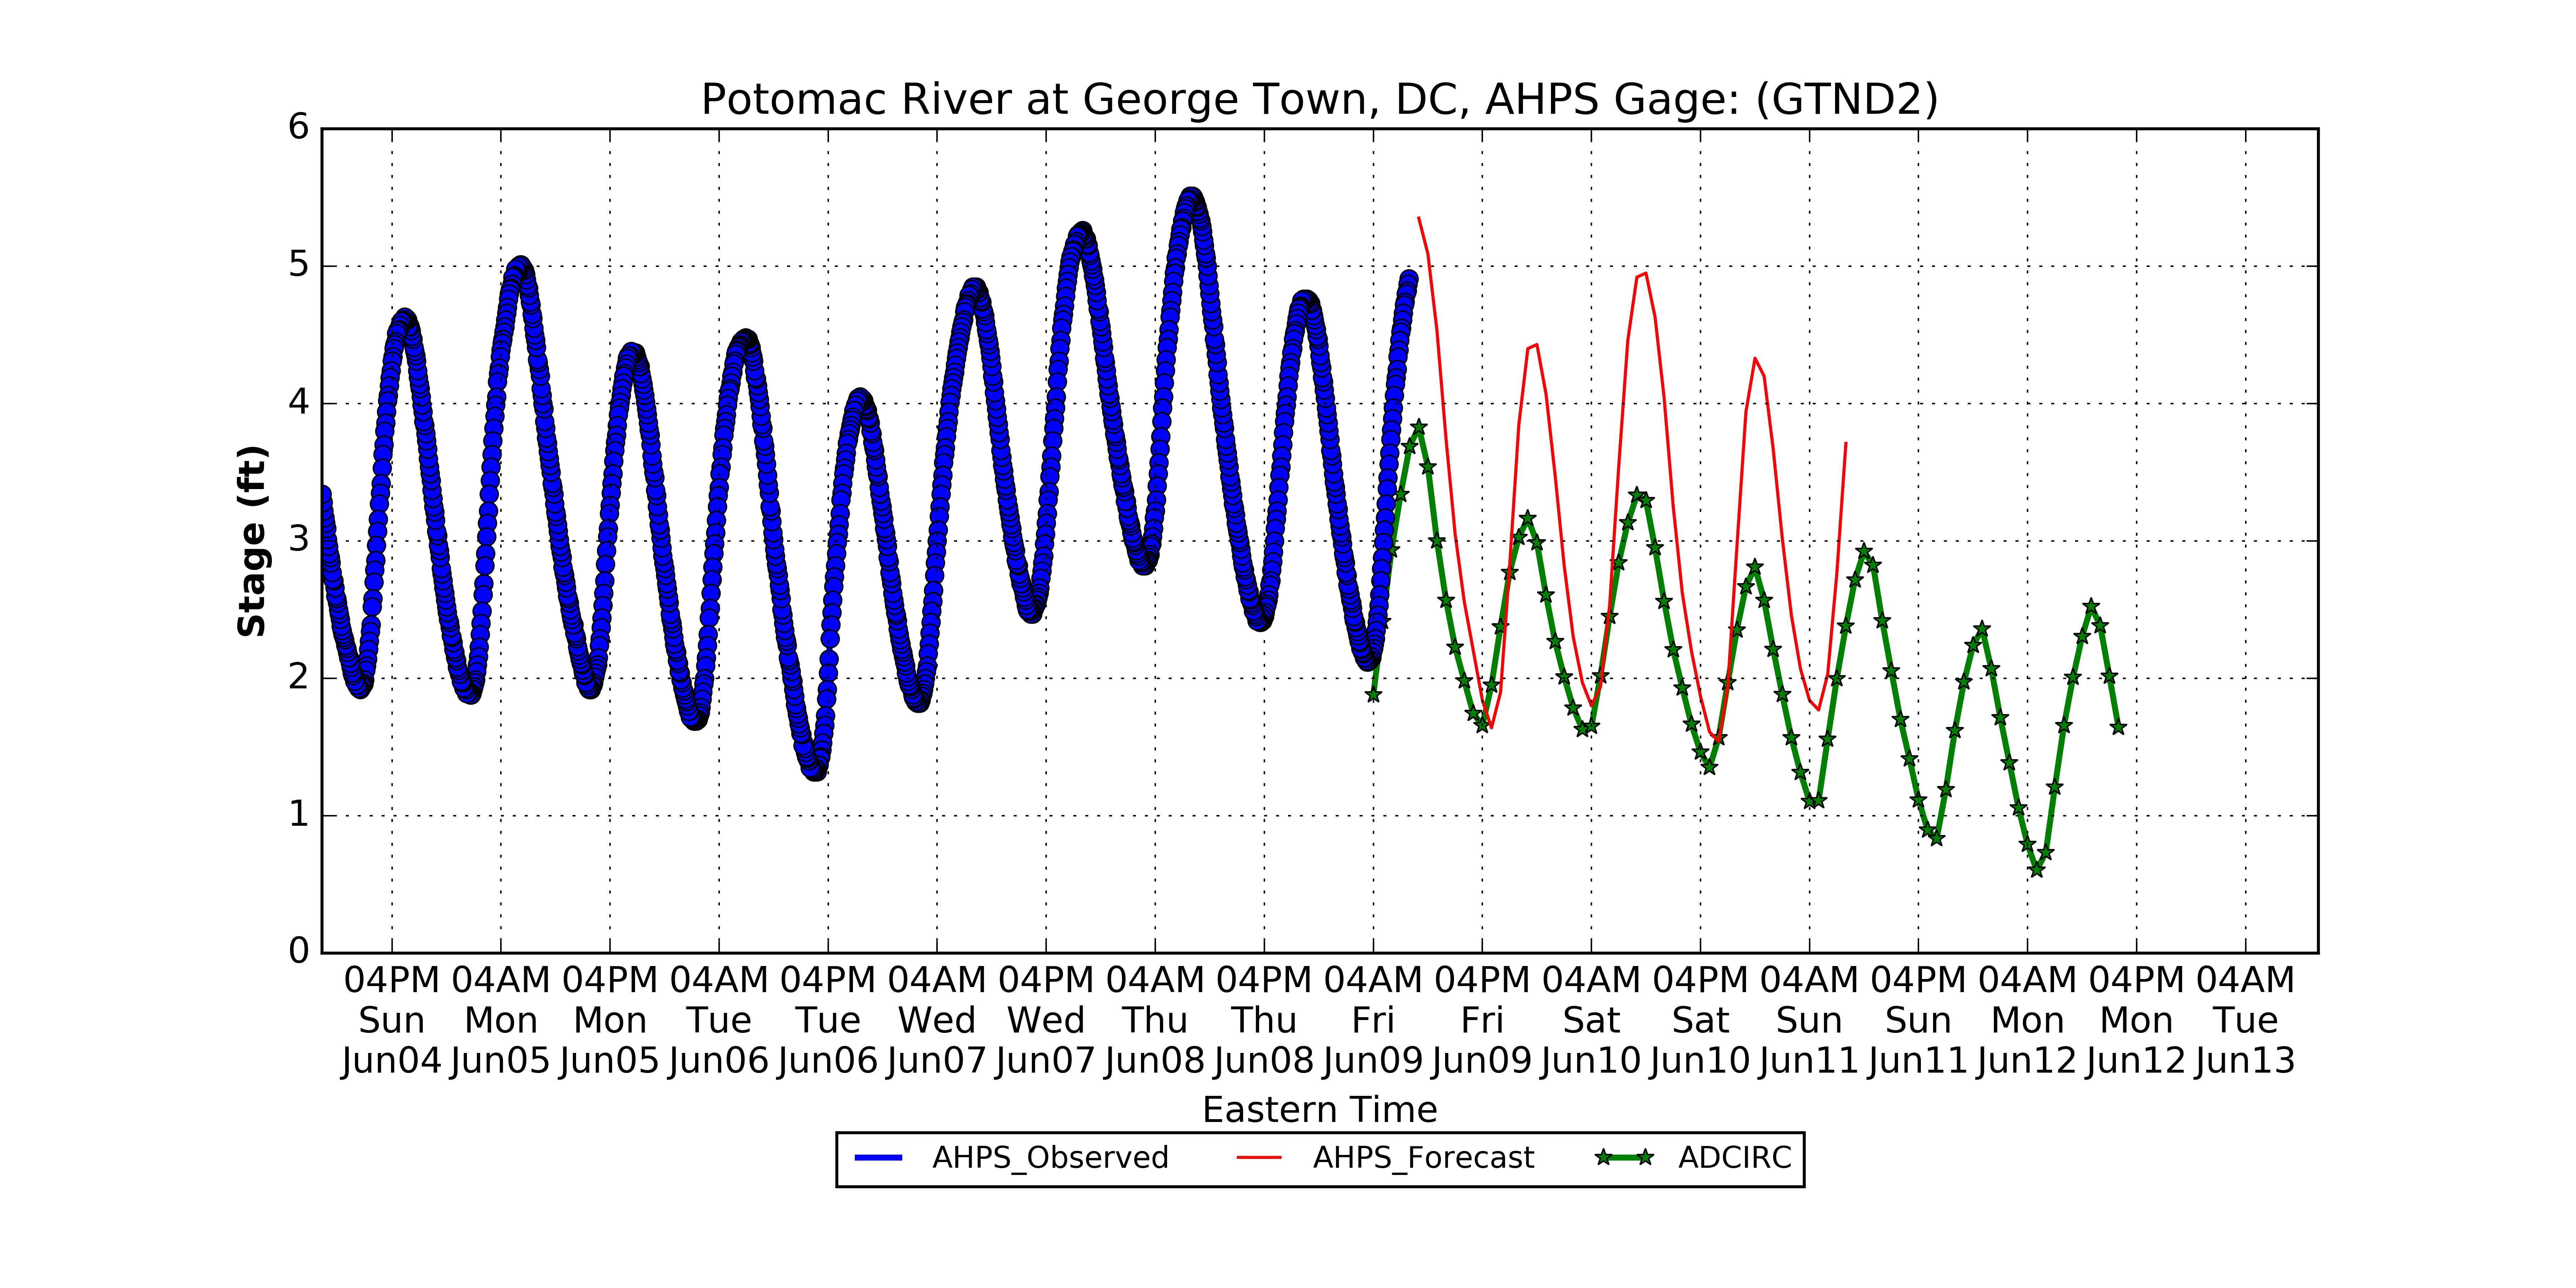 Potomac River at George Town, DC, AHPS Gage: (GTND2)
6
5
4
3
2
1
0
Stage (ft)
04PM 04AM 04PM 04AM 04PM 04AM 04PM 04AM 04PM 04AM 04PM 04AM 04PM 04AM 04PM 04AM 04PM 04AM
Sun Mon Mon Tue Tue Wed Wed Thu Thu Fri Fri Sat Sat Sun Sun Mon Mon Tue
Jun04 Jun05 Jun05 Jun06 Jun06 Jun07 Jun07 Jun08 Jun08 Jun09 Jun09 Jun10 Jun10 Jun11 Jun11 Jun12 Jun12 Jun13
Eastern Time
AHPS_Observed AHPS_Forecast ADCIRC